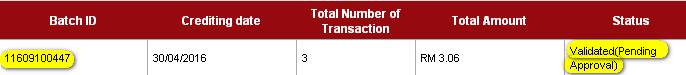 Batch ID
Crediting date
Total Number of
Transaction
Total Amount
Status
11609100447
30/04/2016
3
RM 3.06
Validated(Pending
Approval)